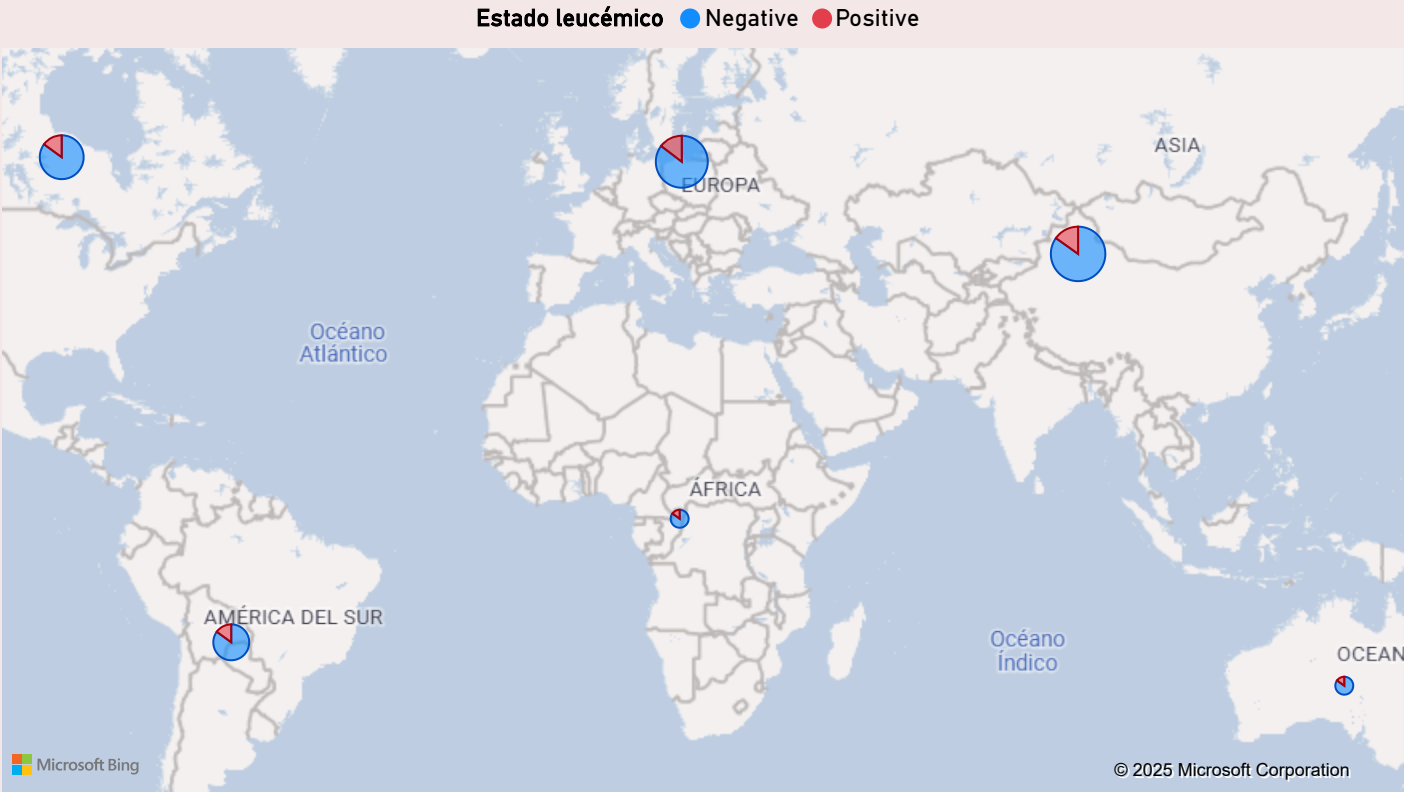 Estado leucémico Negative Positive
ASIA
EUROPA
Océano
Atlántico
ÁFRICA
AMÉRICA DEL SUR
Océano
Índico
OCEAN
Microsoft Bing
© 2025 Microsoft Corporation